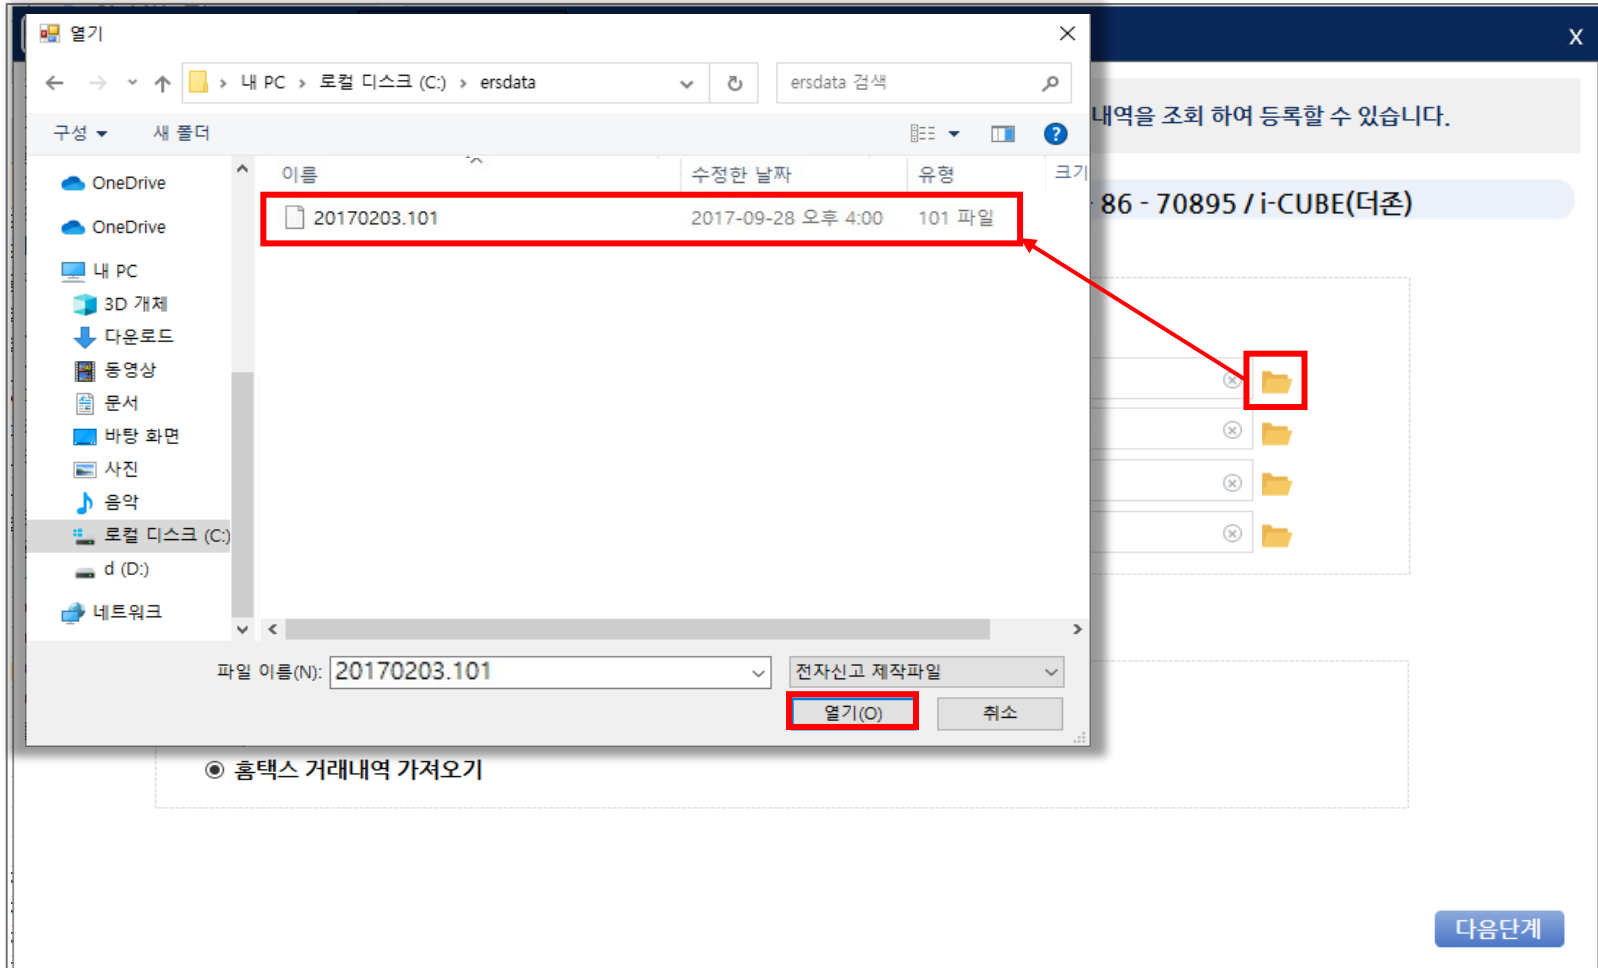 열기
X
내 PC > 로컬 디스크 (C:) > ersdata
ersdata 검색
내역을 조회 하여 등록할 수 있습니다.
구성
새 폴더
이름
수정한 날짜
유형
크기
OneDrive
- 86 - 70895 / i-CUBE(더존)
20170203.101
2017-09-28 오후 4:00
101 파일
OneDrive
내 PC
3D 개체
다운로드
동영상
문서
바탕 화면
사진
음악
로컬 디스크 (C:)
d (D:)
네트워크
파일 이름(N):
20170203.101
전자신고 제작파일
열기(O)
취소
홈택스 거래내역 가져오기
다음단계